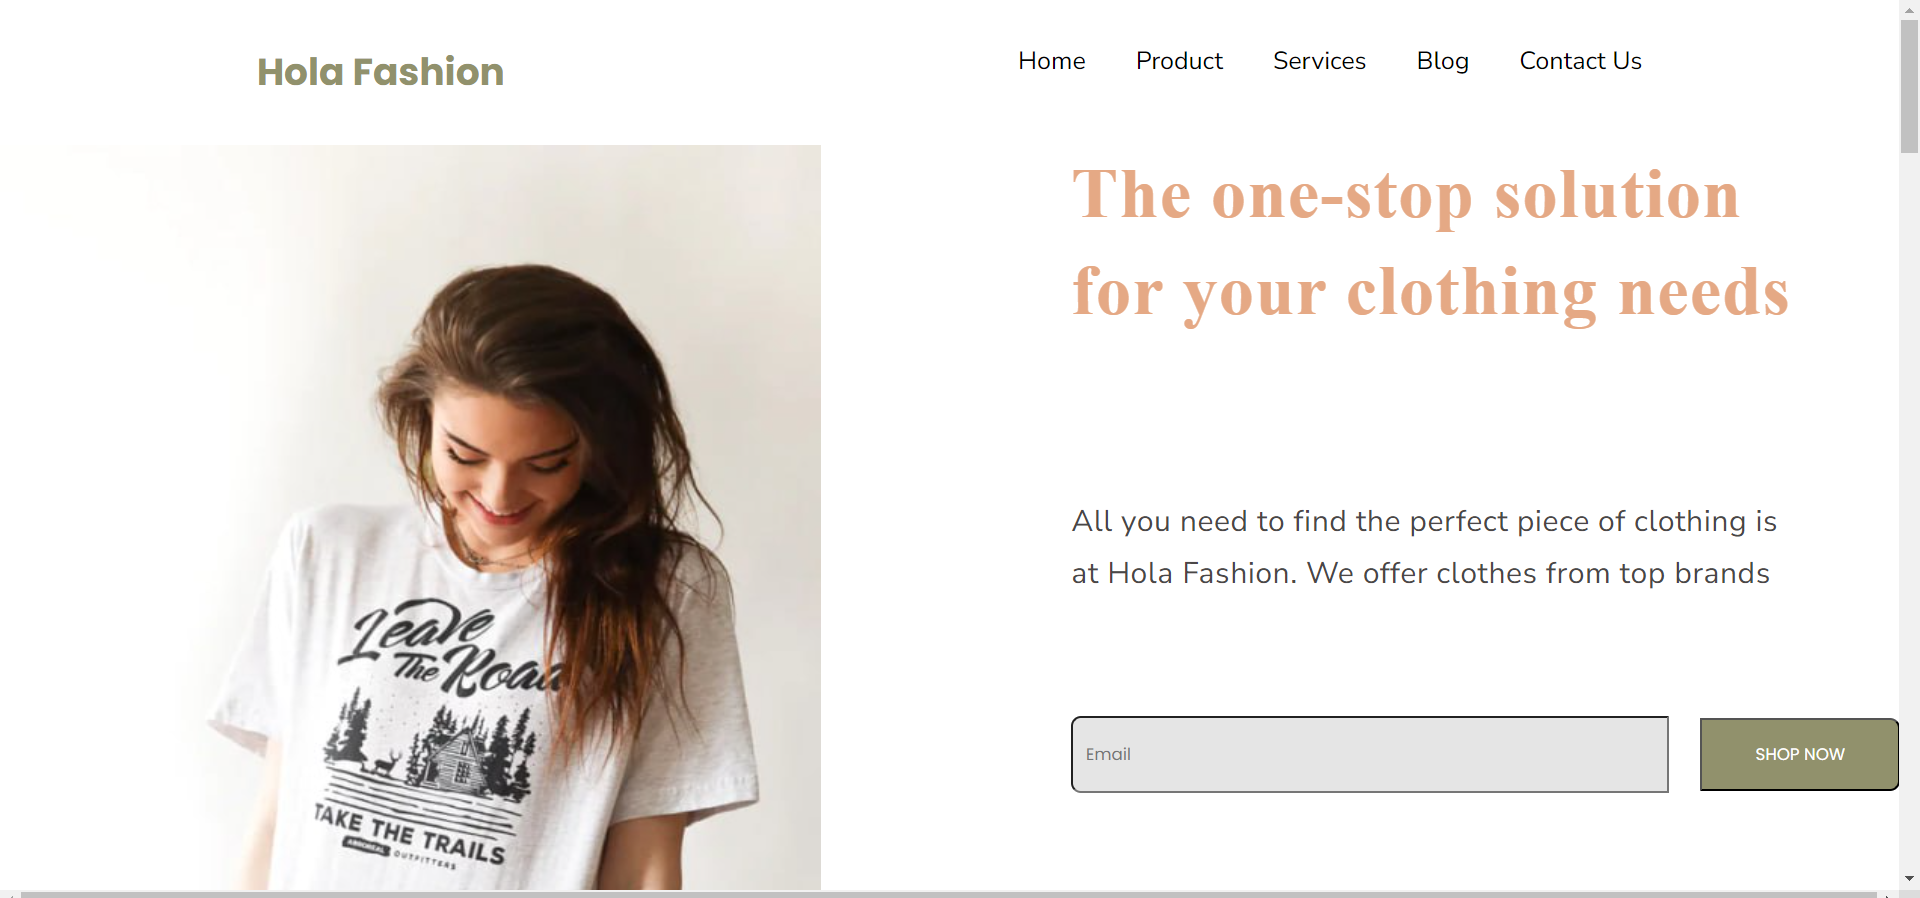 Hola Fashion
Home Product Services Blog Contact Us
The one-stop solution
for your clothing needs
All you need to find the perfect piece of clothing is
at Hola Fashion. We offer clothes from top brands
Email
SHOP NOW
Leave
The Road
TAKE THE TRAILS
ARBOREAL OUTFITTERS